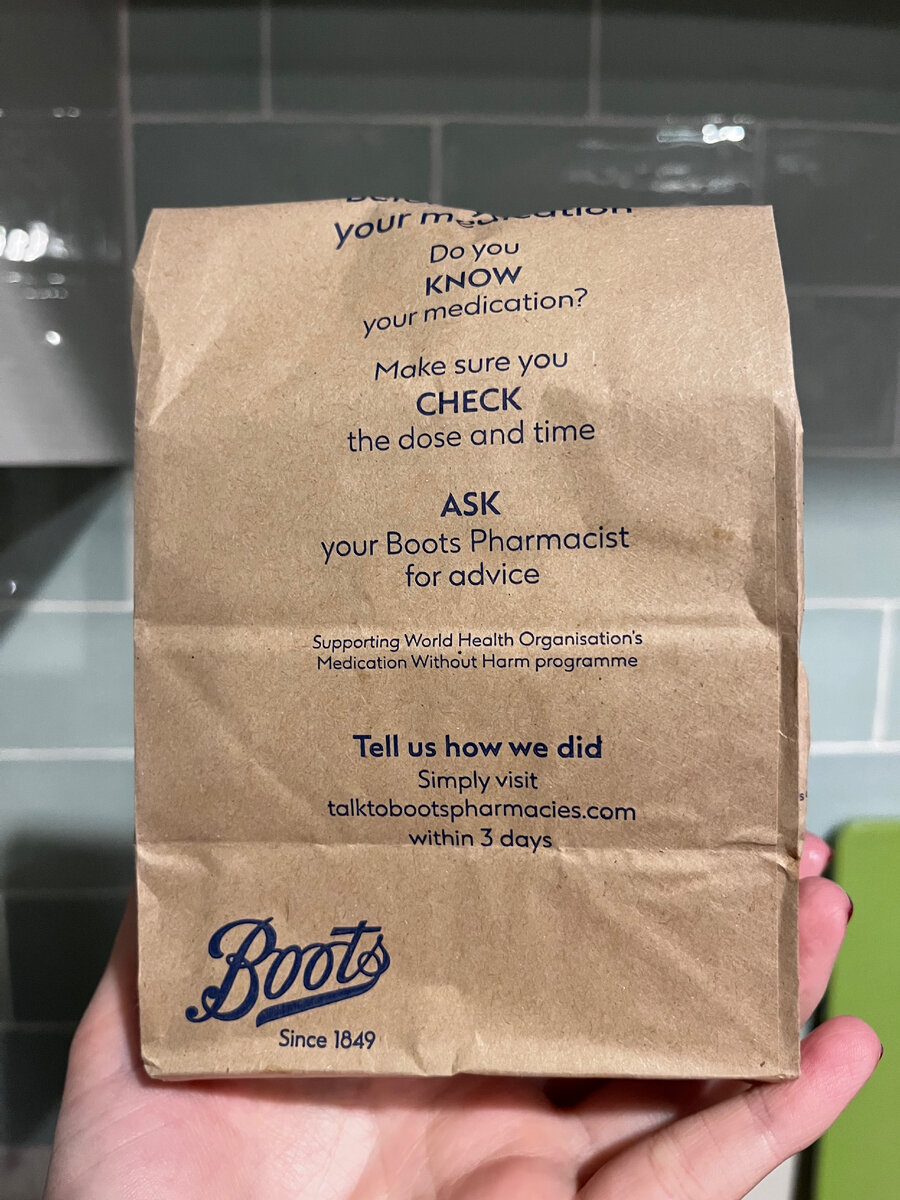 your medication
Do you
KNOW
your medication?
Make sure you
CHECK
the dose and time
ASK
your Boots Pharmacist
for advice
Supporting World Health Organisation's
Medication Without Harm programme
Tell us how we did
Simply visit
talktobootspharmacies.com
within 3 days
Boots
Since 1849